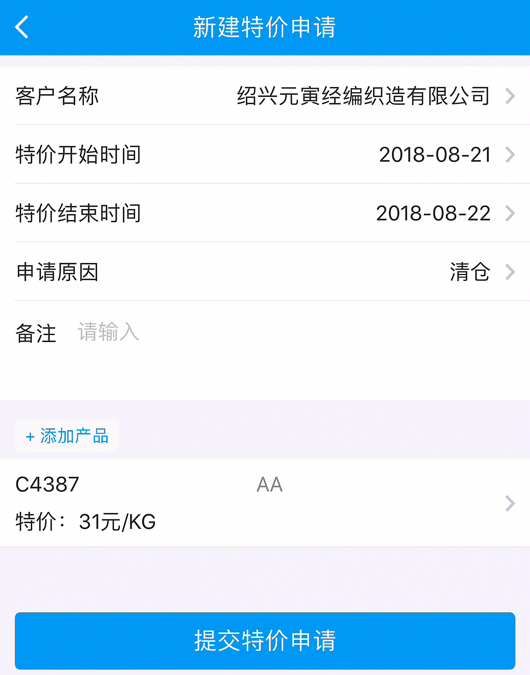 新建特价申请
客户名称 绍兴元寅经编织造有限公司
特价开始时间 2018-08-21
特价结束时间 2018-08-22
申请原因 清仓
备注 请输入
+ 添加产品
C4387 AA
特价：31元/KG
提交特价申请